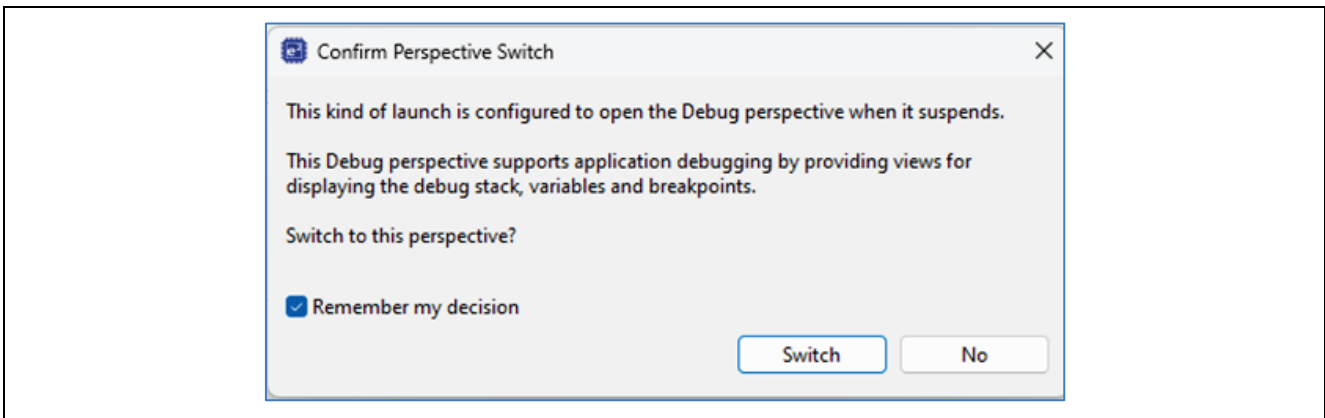 Confirm Perspective Switch
This kind of launch is configured to open the Debug perspective when it suspends.
This Debug perspective supports application debugging by providing views for
displaying the debug stack, variables and breakpoints.
Switch to this perspective?
Remember my decision
Switch No